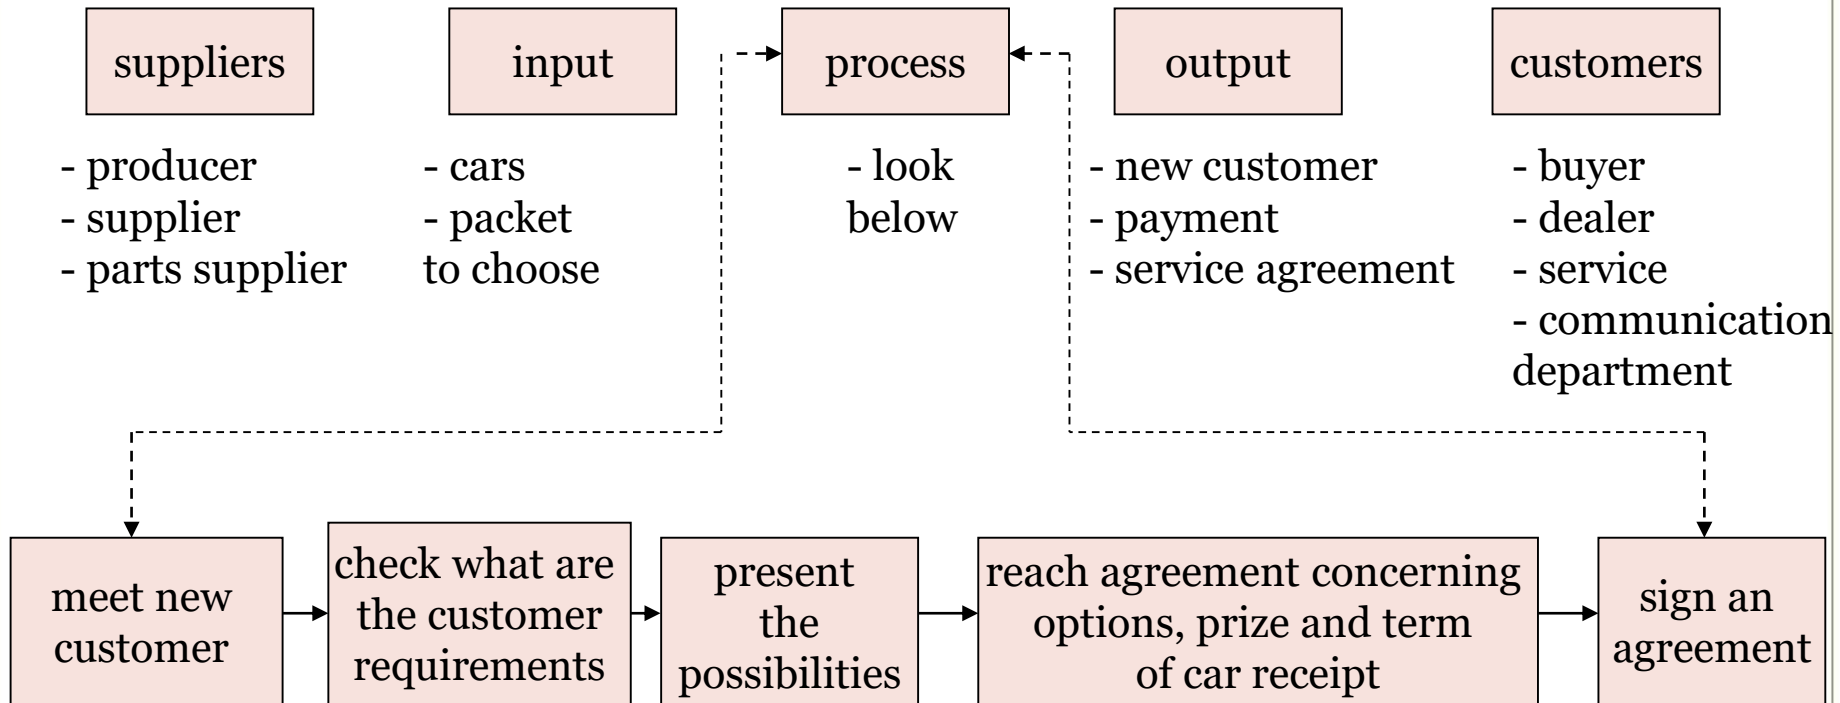 suppliers
input
process
output
customers
- producer
- supplier
- parts supplier
- cars
- packet
to choose
- look
below
- new customer
- payment
- service agreement
- buyer
- dealer
- service
- communication
department
meet new
customer
check what are
the customer
requirements
present
the
possibilities
reach agreement concerning
options, prize and term
of car receipt
sign an
agreement